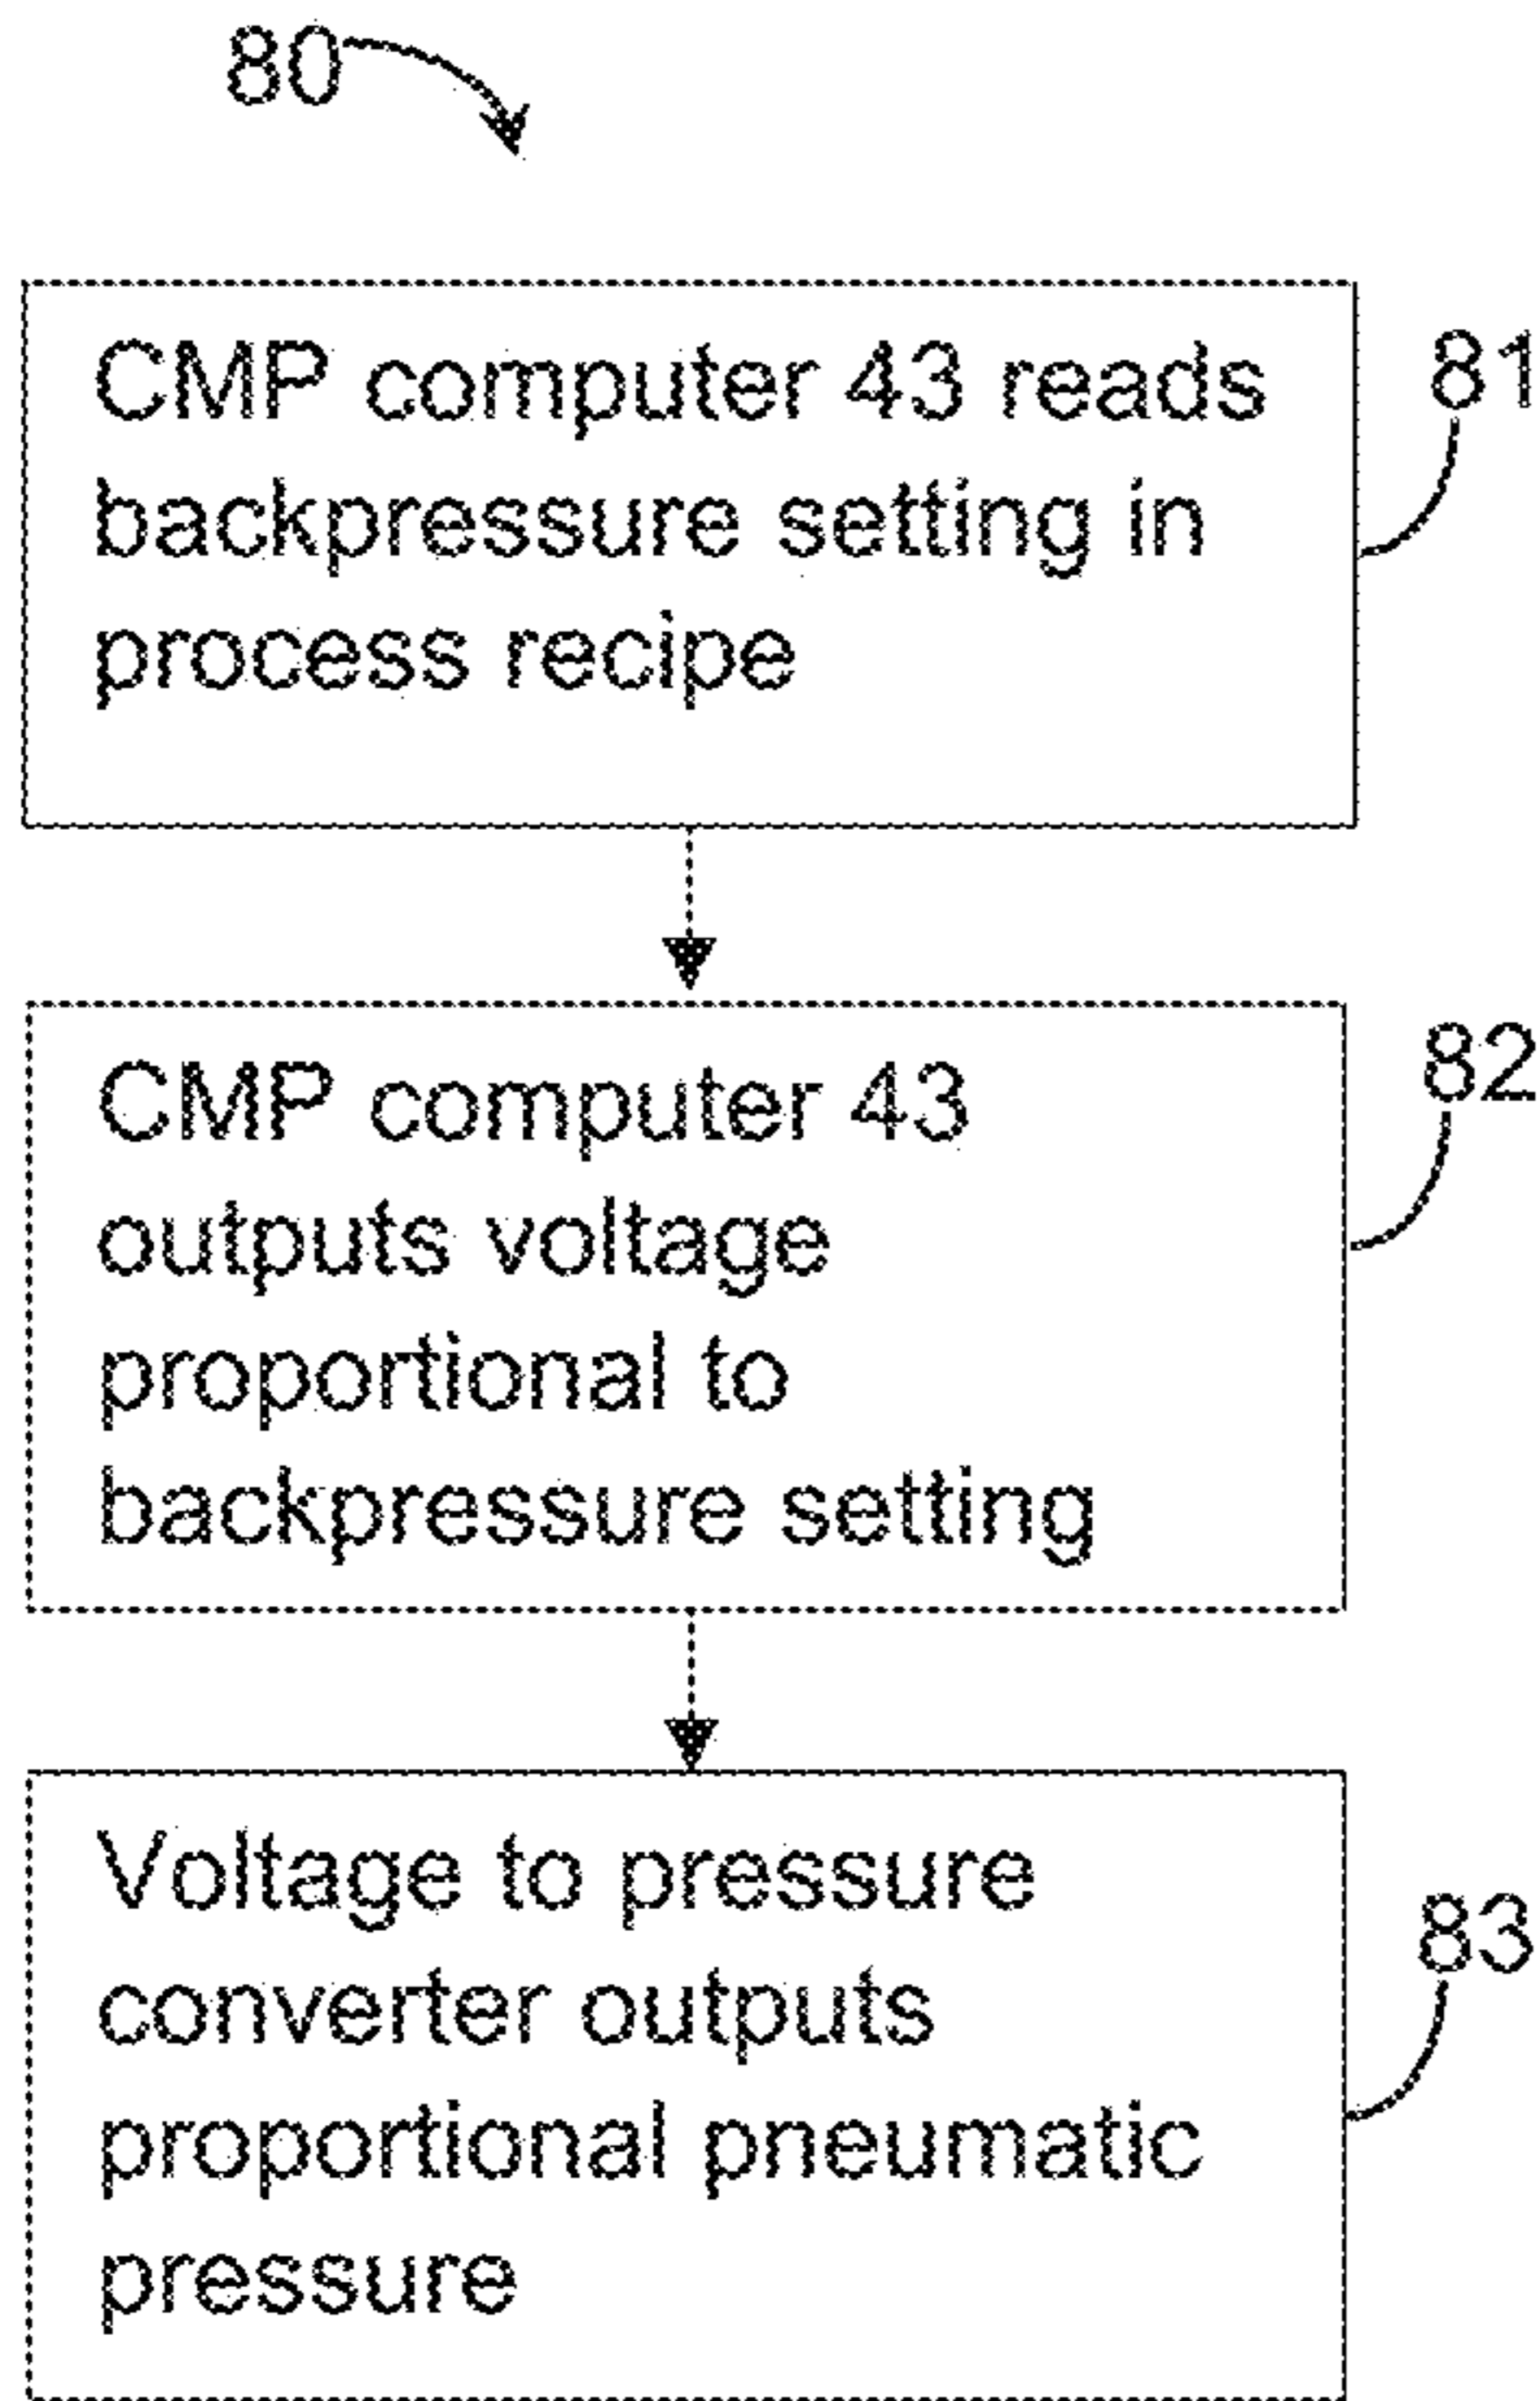 80
CMP computer 43 reads
backpressure setting in
process recipe
81
CMP computer 43
outputs voltage
proportional to
backpressure setting
82
Voltage to pressure
converter outputs
proportional pneumatic
pressure
83